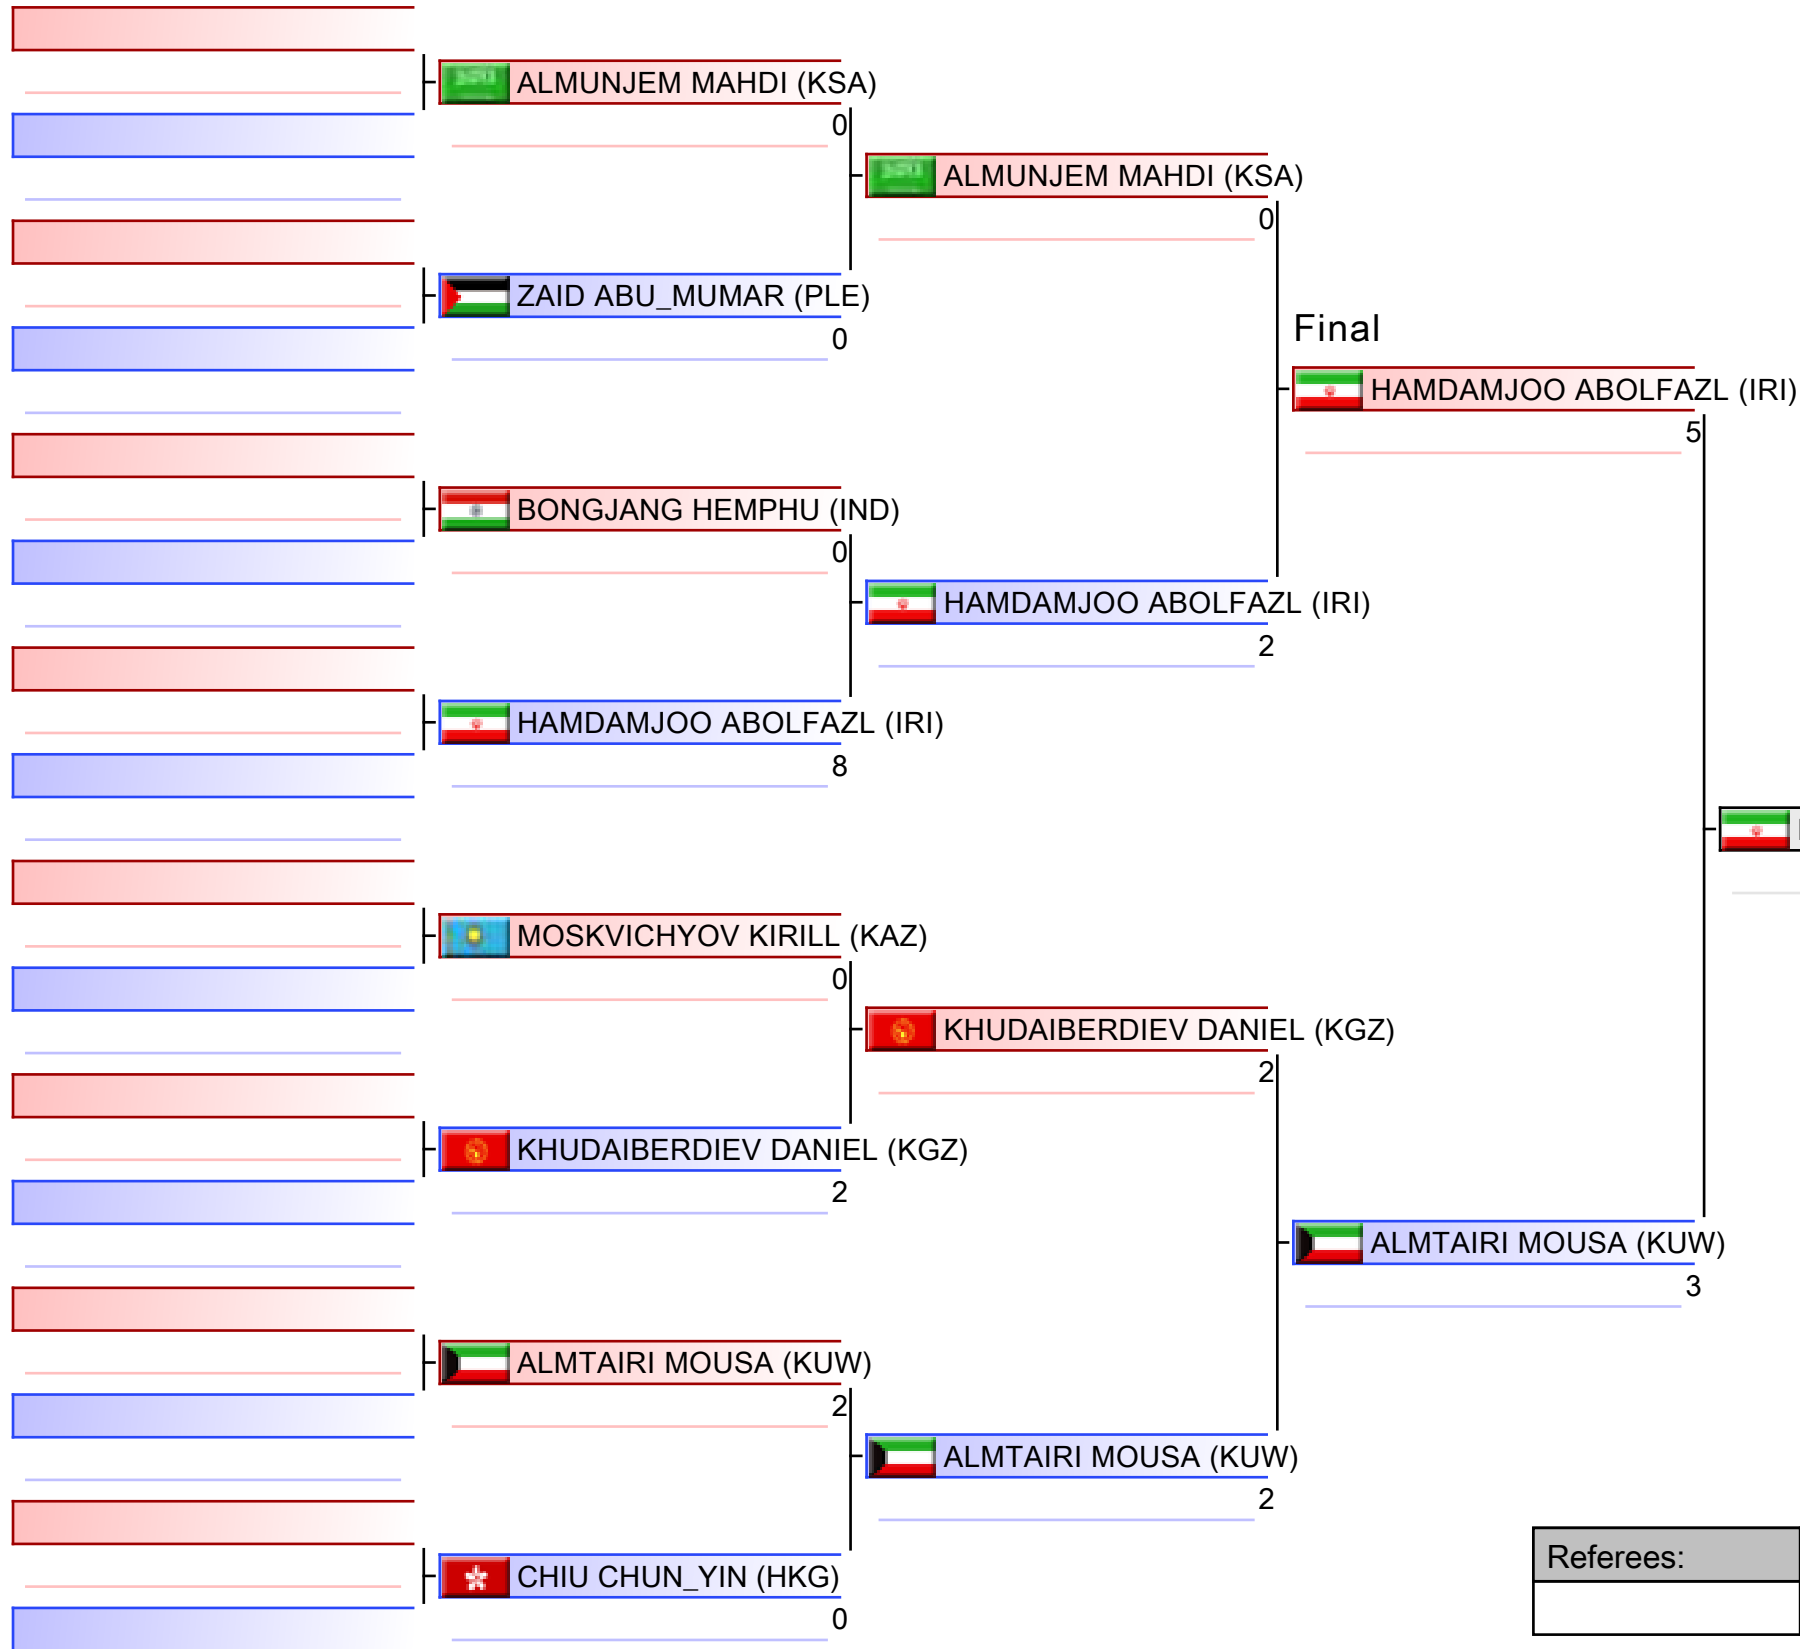 ALMUNJEM MAHDI (KSA)
0
ZAID ABU_MUMAR (PLE)
0
BONGJANG HEMPHU (IND)
0
HAMDAMJOO ABOLFAZL (IRI)
8
MOSKVICHYOV KIRILL (KAZ)
0
KHUDAIBERDIEV DANIEL (KGZ)
2
ALMTAIRI MOUSA (KUW)
2
CHIU CHUN_YIN (HKG)
0
ALMUNJEM MAHDI (KSA)
0
HAMDAMJOO ABOLFAZL (IRI)
2
KHUDAIBERDIEV DANIEL (KGZ)
2
ALMTAIRI MOUSA (KUW)
2
Final
HAMDAMJOO ABOLFAZL (IRI)
5
ALMTAIRI MOUSA (KUW)
3
Referees: